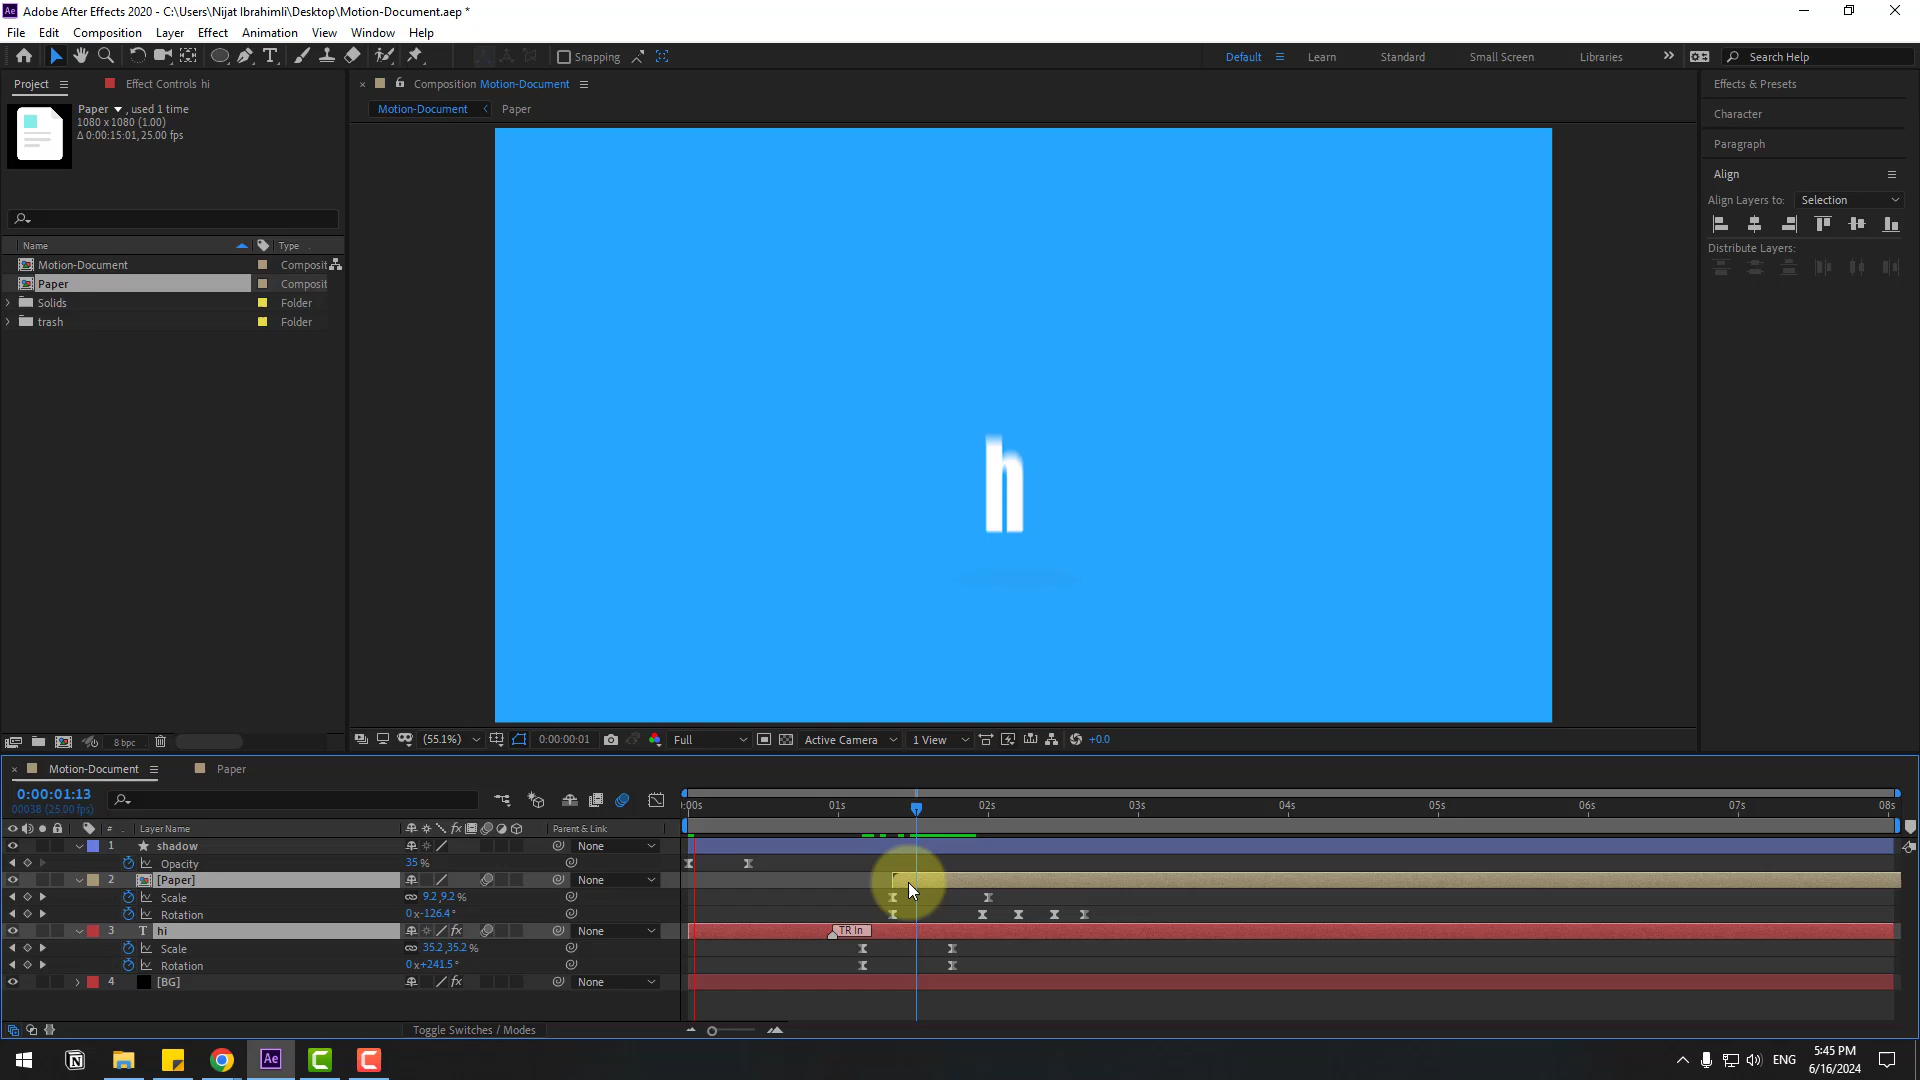 Adobe After Effects 2020 - C:\Users\Nijat Ibrahimli\Desktop\Motion-Document.aep *
File Edit Composition Layer Effect Animation View Window Help
Snapping
Default Learn Standard Small Screen Libraries
Search Help
Project
Effect Controls hi
Composition Motion-Document
Motion-Document Paper
Paper , used 1 time
1080 x 1080 (1.00)
Δ 0:00:15:01, 25.00 fps
Name Type
Motion-Document Composit
Paper Composit
Solids Folder
trash Folder
8 bpc
h
Effects & Presets
Character
Paragraph
Align
Align Layers to: Selection
Distribute Layers:
(55.1%) 0:00:00:01 Full Active Camera 1 View +0.0
Motion-Document Paper
0:00:01:13
00038 (25.00 fps)
:00s 01s 02s 03s 04s 05s 06s 07s 08s
# Layer Name fx Parent & Link
1 shadow None
Opacity 35 %
2 [Paper] None
Scale 9.2,9.2 %
Rotation 0x-126.4°
3 T hi fx None
TR In
Scale 35.2,35.2 %
Rotation 0x+241.5°
4 [BG] fx None
Toggle Switches / Modes
Ae
ENG
5:45 PM
6/16/2024